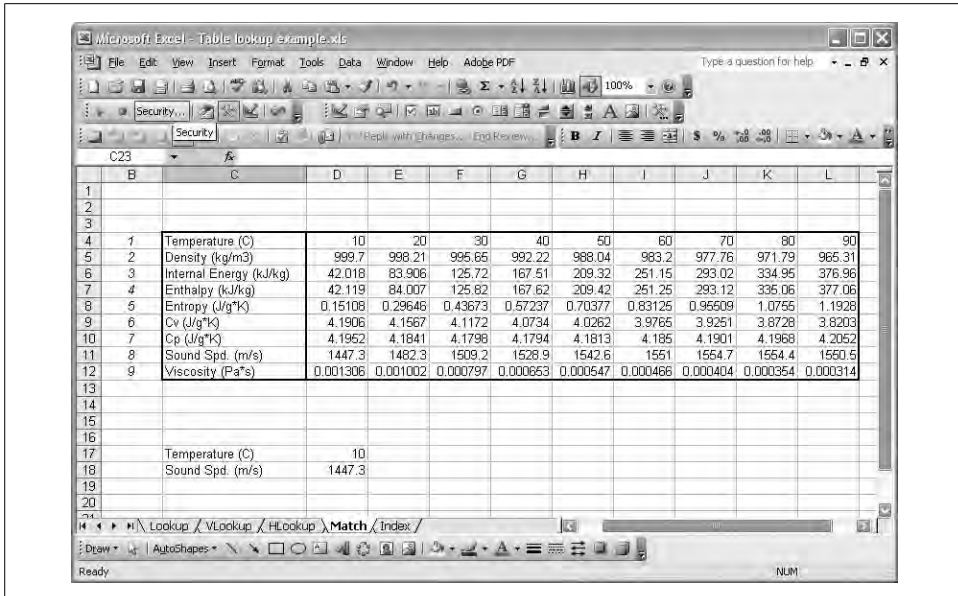 Microsoft Excel - Table lookup example.xls
File Edit View Insert Format Tools Data Window Help Adobe PDF Type a question for help
100%
Security...
Security
Reply with Changes... End Review...
B I $ % 
C23 fx
B C D E F G H I J K L
1
2
3
4 1 Temperature (C) 10 20 30 40 50 60 70 80 90
5 2 Density (kg/m3) 999.7 998.21 995.65 992.22 988.04 983.2 977.76 971.79 965.31
6 3 Internal Energy (kJ/kg) 42.018 83.906 125.72 167.51 209.32 251.15 293.02 334.95 376.96
7 4 Enthalpy (kJ/kg) 42.119 84.007 125.82 167.62 209.42 251.25 293.12 335.06 377.06
8 5 Entropy (J/g*K) 0.15108 0.29646 0.43673 0.57237 0.70377 0.83125 0.95509 1.0755 1.1928
9 6 Cv (J/g*K) 4.1906 4.1567 4.1172 4.0734 4.0262 3.9765 3.9251 3.8728 3.8203
10 7 Cp (J/g*K) 4.1952 4.1841 4.1798 4.1794 4.1813 4.185 4.1901 4.1968 4.2052
11 8 Sound Spd. (m/s) 1447.3 1482.3 1509.2 1528.9 1542.6 1551 1554.7 1554.4 1550.5
12 9 Viscosity (Pa*s) 0.001306 0.001002 0.000797 0.000653 0.000547 0.000466 0.000404 0.000354 0.000314
13
14
15
16
17 Temperature (C) 10
18 Sound Spd. (m/s) 1447.3
19
20
21
Lookup / VLookup / HLookup \ Match / Index /
Draw AutoShapes
Ready NUM